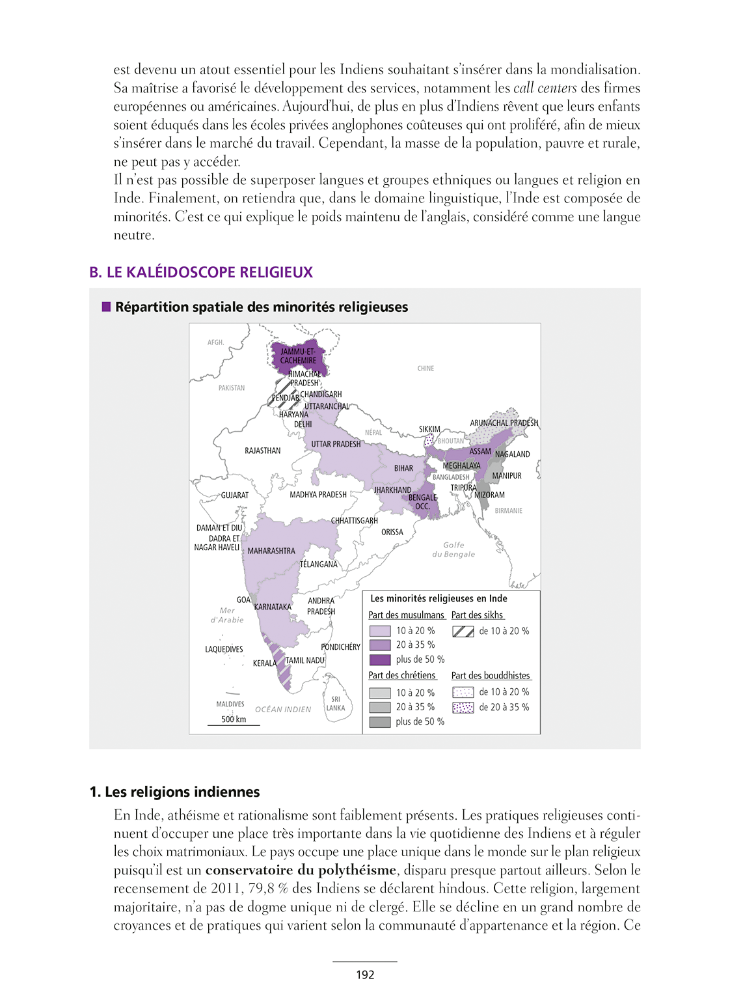 est devenu un atout essentiel pour les Indiens souhaitant s’insérer dans la mondialisation.
Sa maîtrise a favorisé le développement des services, notamment les call centers des firmes
européennes ou américaines. Aujourd’hui, de plus en plus d’Indiens rêvent que leurs enfants
soient éduqués dans les écoles privées anglophones coûteuses qui ont proliféré, afin de mieux
s’insérer dans le marché du travail. Cependant, la masse de la population, pauvre et rurale,
ne peut pas y accéder.
Il n’est pas possible de superposer langues et groupes ethniques ou langues et religion en
Inde. Finalement, on retiendra que, dans le domaine linguistique, l’Inde est composée de
minorités. C’est ce qui explique le poids maintenu de l’anglais, considéré comme une langue
neutre.
B. LE KALÉIDOSCOPE RELIGIEUX
■ Répartition spatiale des minorités religieuses
AFGH.
JAMMU-ET-
CACHEMIRE
CHINE
HIMACHAL
PRADESH
PAKISTAN
PENDJAB
CHANDIGARH
UTTARANCHAL
HARYANA
DELHI
NÉPAL
SIKKIM
BHOUTAN
ARUNACHAL PRADESH
RAJASTHAN
UTTAR PRADESH
ASSAM
NAGALAND
BIHAR
MEGHALAYA
BANGLADESH
MANIPUR
GUJARAT
MADHYA PRADESH
JHARKHAND
BENGALE
OCC.
TRIPURA
MIZORAM
BIRMANIE
CHHATTISGARH
ORISSA
DAMAN ET DIU
DADRA ET
NAGAR HAVELI
MAHARASHTRA
TÉLANGANA
Golfe
du Bengale
GOA
KARNATAKA
ANDHRA
PRADESH
Mer
d'Arabie
LAQUEDIVES
KERALA
TAMIL NADU
PONDICHÉRY
MALDIVES
OCÉAN INDIEN
SRI
LANKA
500 km
Les minorités religieuses en Inde
Part des musulmans
10 à 20 %
20 à 35 %
plus de 50 %
Part des sikhs
de 10 à 20 %
Part des chrétiens
10 à 20 %
20 à 35 %
plus de 50 %
Part des bouddhistes
de 10 à 20 %
de 20 à 35 %
1. Les religions indiennes
En Inde, athéisme et rationalisme sont faiblement présents. Les pratiques religieuses conti-
nuent d’occuper une place très importante dans la vie quotidienne des Indiens et à réguler
les choix matrimoniaux. Le pays occupe une place unique dans le monde sur le plan religieux
puisqu’il est un conservatoire du polythéisme, disparu presque partout ailleurs. Selon le
recensement de 2011, 79,8 % des Indiens se déclarent hindous. Cette religion, largement
majoritaire, n’a pas de dogme unique ni de clergé. Elle se décline en un grand nombre de
croyances et de pratiques qui varient selon la communauté d’appartenance et la région. Ce
192